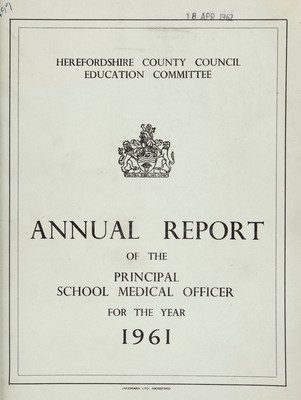 18 APR 1962
HEREFORDSHIRE COUNTY COUNCIL
EDUCATION COMMITTEE
ANNUAL REPORT
OF THE
PRINCIPAL
SCHOOL MEDICAL OFFICER
FOR THE YEAR
1961